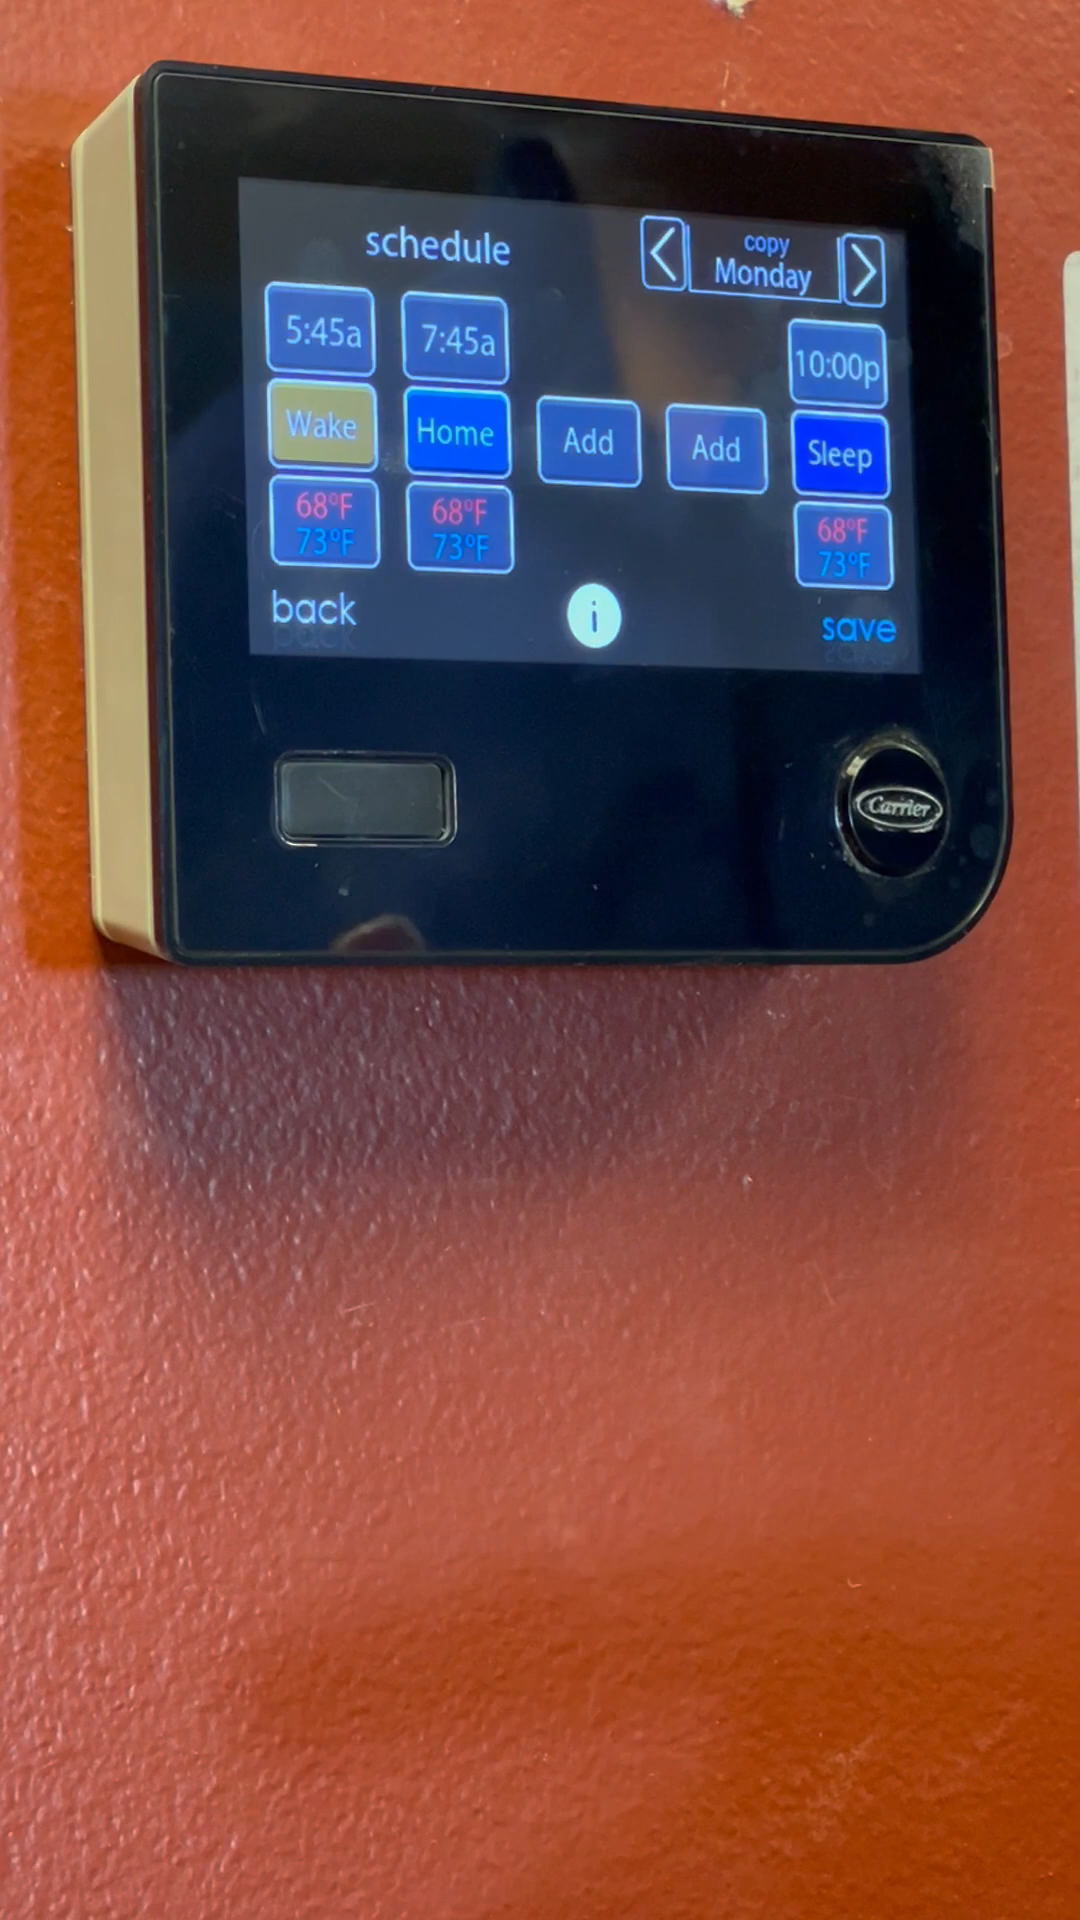 schedule
copy
Monday
5:45a
7:45a
10:00p
Wake
Home
Add
Add
Sleep
68°F
73°F
68°F
73°F
68°F
73°F
back
i
save
Carrier